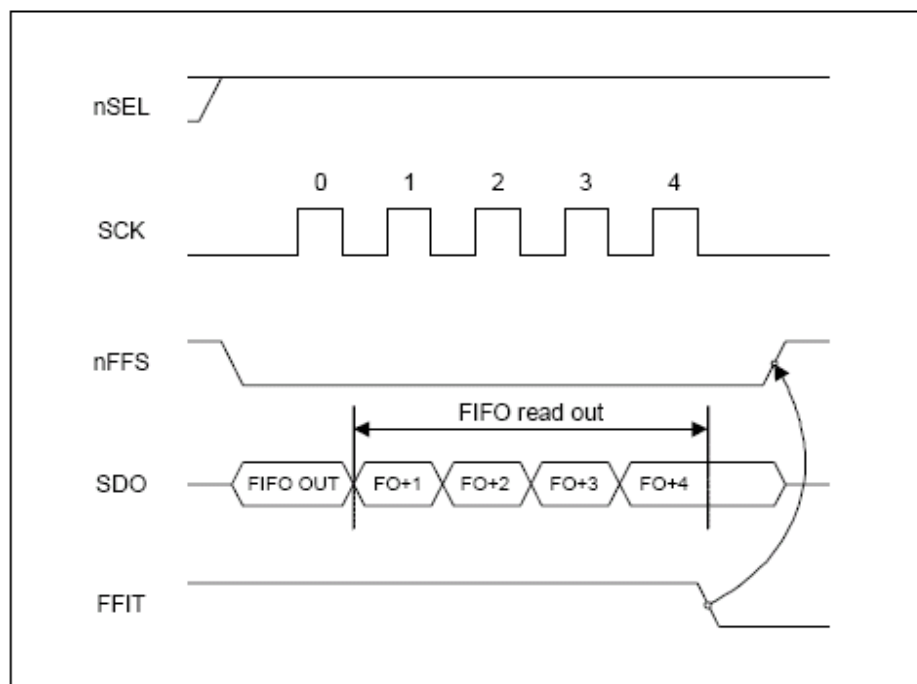 nSEL
0 1 2 3 4
SCK
nFFS
FIFO read out
SDO FIFO OUT FO+1 FO+2 FO+3 FO+4
FFIT